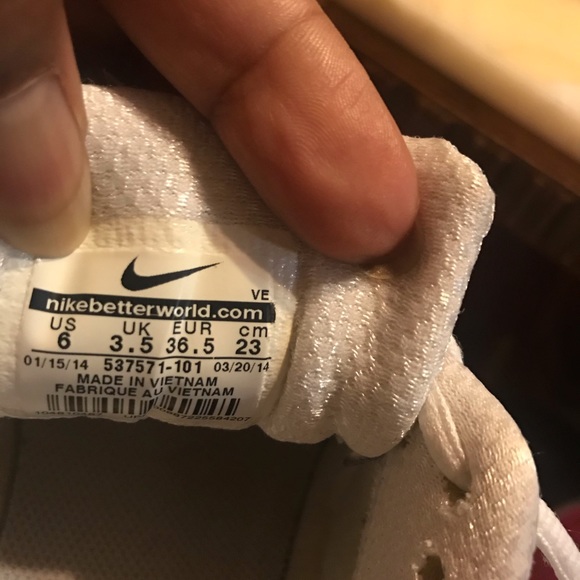 VE
nikebetterworld.com
US UK EUR cm
6 3.5 36.5 23
01/15/14 537571-101 03/20/14
MADE IN VIETNAM
FABRIQUE AU VIETNAM